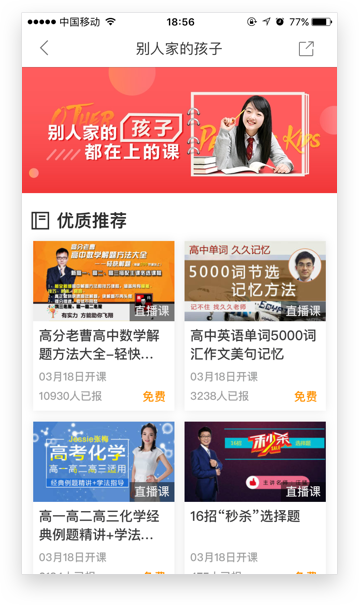 中国移动
18:56
77%
别人家的孩子
OTHER
别人家的孩子
都在上的课
Kids
优质推荐
高分老曹
高中数学解题方法大全
直播课
高分老曹高中数学解
题方法大全-轻快…
03月18日开课
10930人已报
免费
高中单词 久久记忆
5000词节选
记忆方法
记不住 找久久老师
直播课
高中英语单词5000词
汇作文美句记忆
03月18日开课
3238人已报
免费
Jessie张梅
高考化学
高一高二高三适用
经典例题精讲+学法指导
直播课
高一高二高三化学经
典例题精讲+学法…
03月18日开课
16招
秒杀
选择题
直播课
16招“秒杀”选择题
03月18日开课